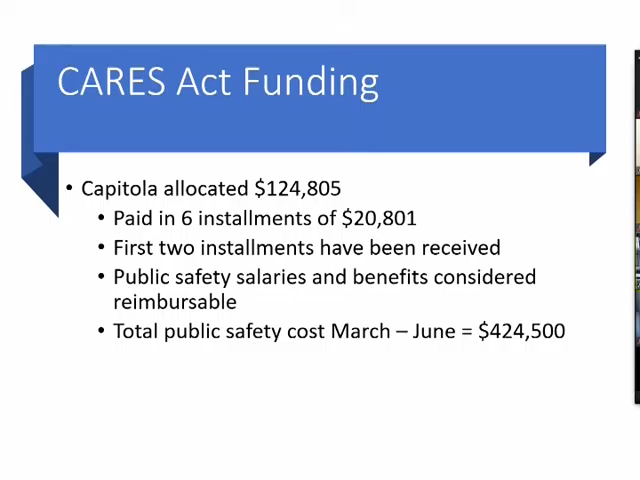 CARES Act Funding
• Capitola allocated $124,805
• Paid in 6 installments of $20,801
• First two installments have been received
• Public safety salaries and benefits considered
reimbursable
• Total public safety cost March – June = $424,500